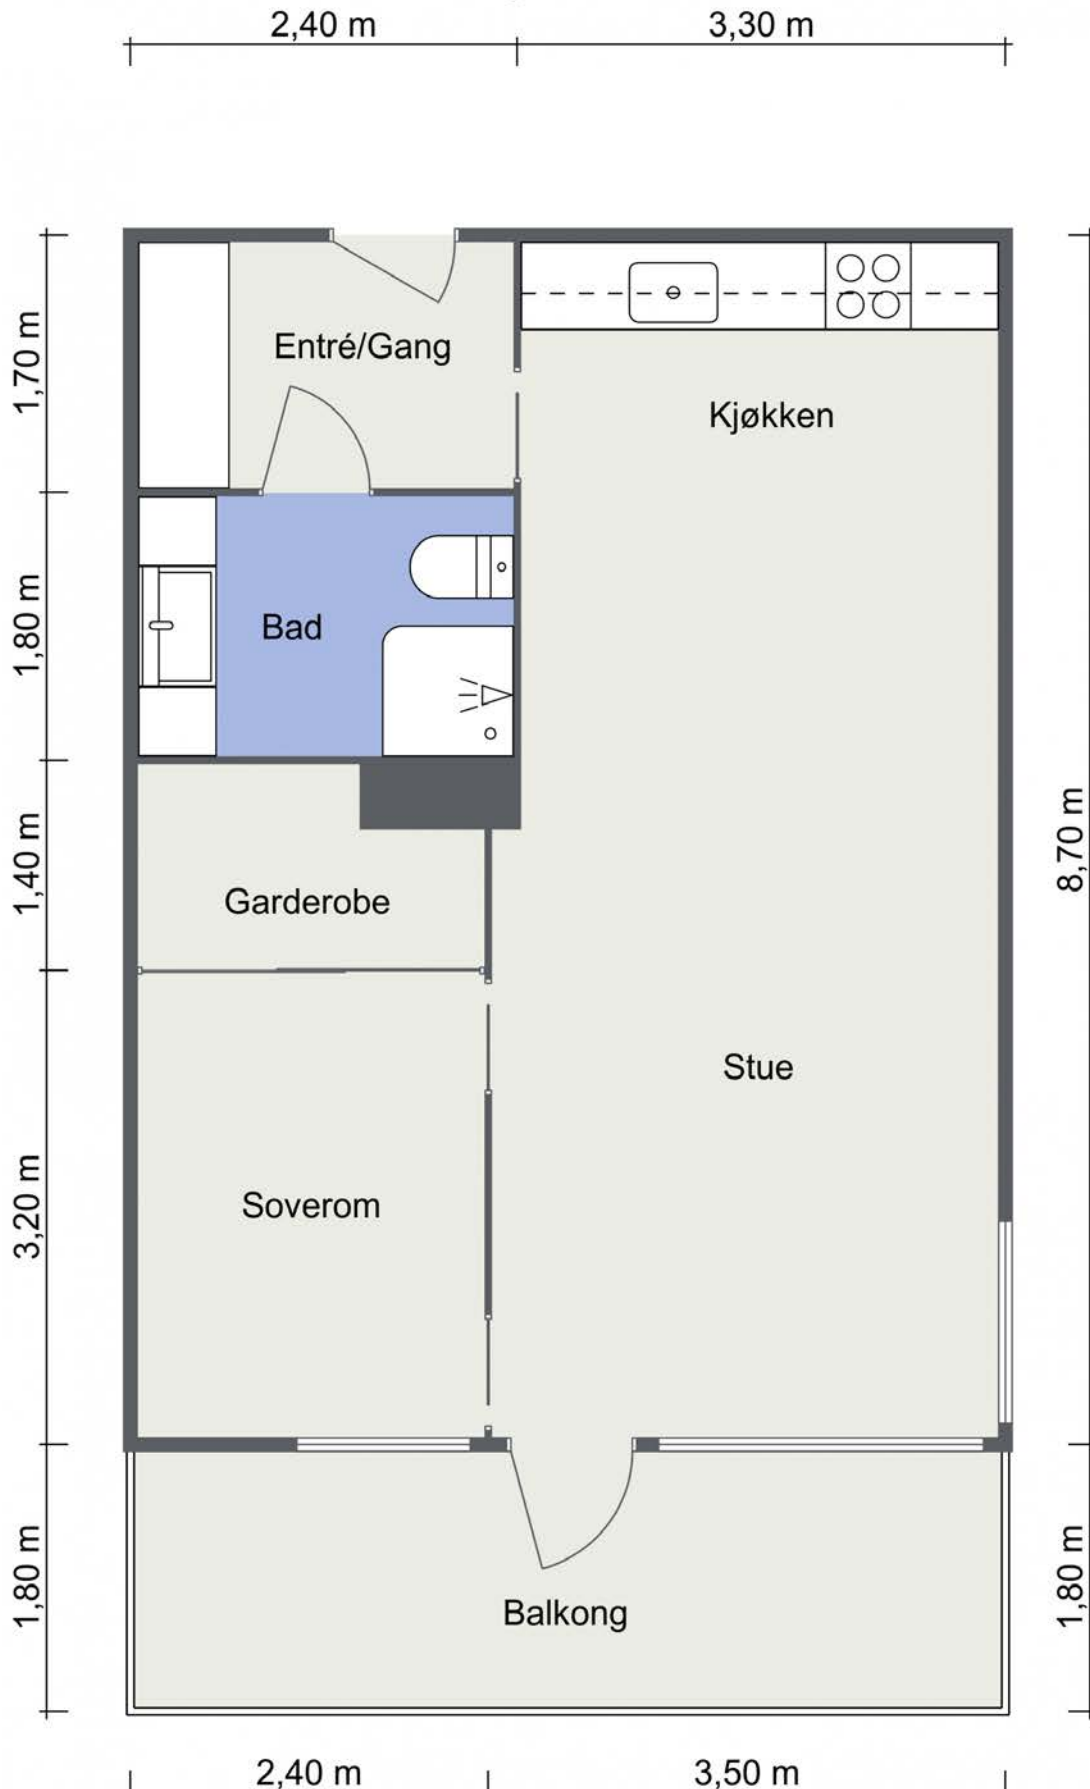 2,40 m
3,30 m
1,70 m
Entré/Gang
Kjøkken
1,80 m
Bad
1,40 m
Garderobe
8,70 m
Stue
3,20 m
Soverom
1,80 m
Balkong
1,80 m
2,40 m
3,50 m